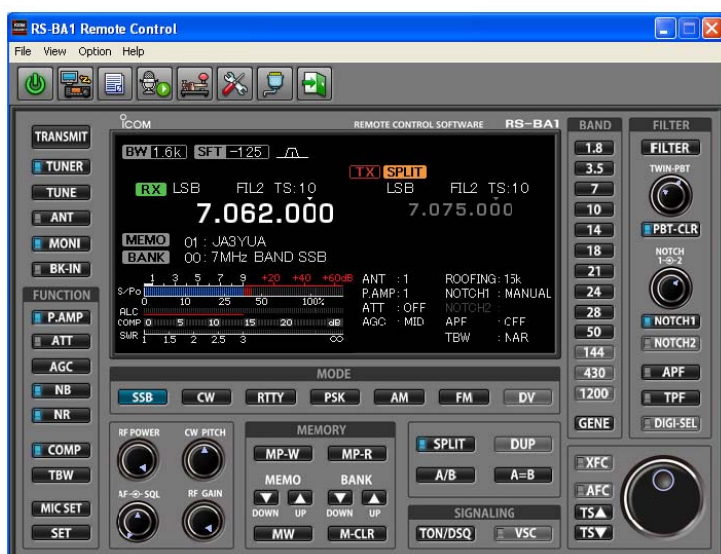 RS-BA1 Remote Control
File View Option Help
ICOM REMOTE CONTROL SOFTWARE RS-BA1
TRANSMIT
TUNER
TUNE
ANT
MONI
BK-IN
FUNCTION
P.AMP
ATT
AGC
NB
NR
COMP
TBW
MIC SET
SET
BW 1.6k SFT -125
TX SPLIT
RX LSB FIL2 TS:10 LSB FIL2 TS:10
7.062.000 7.075.000
MEMO 01: JA3YUA
BANK 00: 7MHz BAND SSB
1 3 5 7 9 +20 +40 +60dB
S/Po
0 10 25 50 100%
ALC
COMP 0 5 10 15 20 dB
SWR 1 1.5 2 2.5 3 ∞
ANT :1 ROOFING: 15k
P.AMP: 1 NOTCH1 : MANUAL
ATT :OFF NOTCH2 :
AGC : MID APF : OFF
TBW : NAR
MODE
SSB CW RTTY PSK AM FM DV
RF POWER CW PITCH
AF SQL RF GAIN
MEMORY
MP-W MP-R
MEMO BANK
DOWN UP DOWN UP
MW M-CLR
SPLIT DUP
A/B A=B
SIGNALING
TON/DSQ VSC
BAND
1.8
3.5
7
10
14
18
21
24
28
50
144
430
1200
GENE
FILTER
FILTER
TWIN-PBT
PBT-CLR
NOTCH
1 2
NOTCH1
NOTCH2
APF
TPF
DIGI-SEL
XFC
AFC
TS▲
TS▼